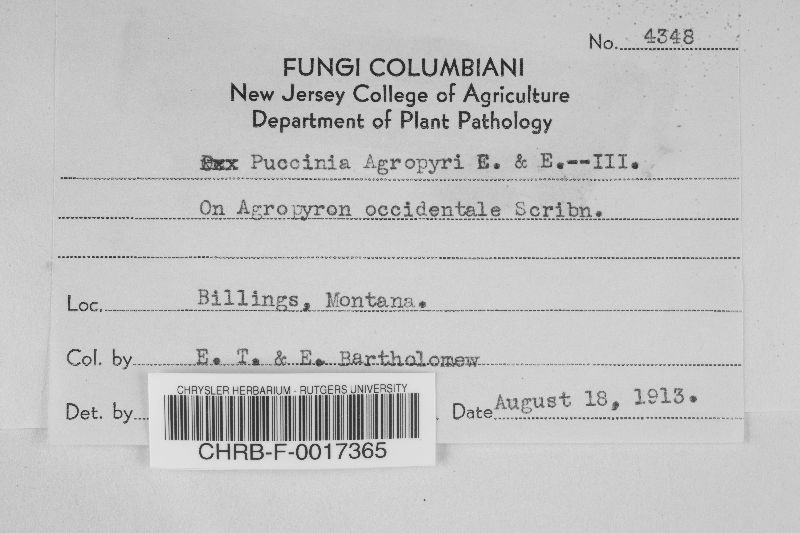 No. 4348
FUNGI COLUMBIANI
New Jersey College of Agriculture
Department of Plant Pathology
Puccinia Agropyri E. & E.--III.
On Agropyron occidentale Scribn.
Loc. Billings, Montana.
Col. by E. T. & E. Bartholomew
Det. by
Date August 18, 1913.
CHRYSLER HERBARIUM - RUTGERS UNIVERSITY
CHRB-F-0017365